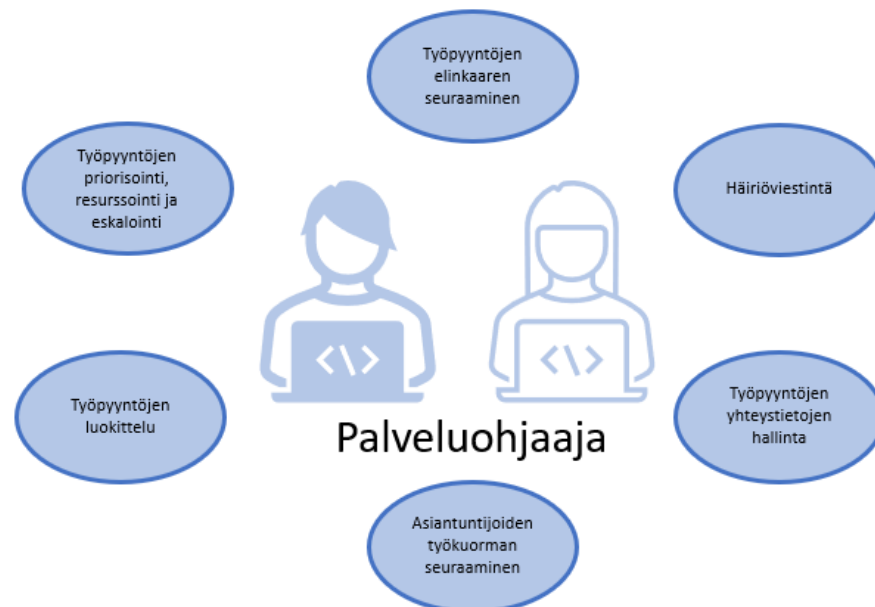 Työpyyntöjen
elinkaaren
seuraaminen
Työpyyntöjen
priorisointi,
resurssointi ja
eskalointi
Häiriöviestintä
<\>
<\>
Työpyyntöjen
luokittelu
Työpyyntöjen
yhteystietojen
hallinta
Palveluohjaaja
Asiantuntijoiden
työkuorman
seuraaminen